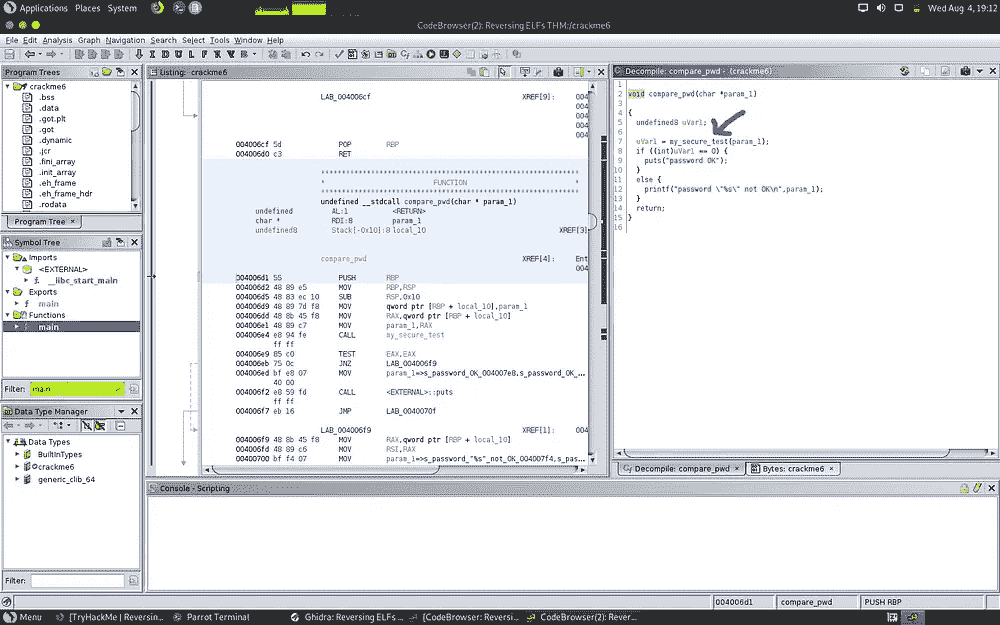 Applications Places System
Wed Aug 4, 19:12
CodeBrowser(2): Reversing ELFs THM:/crackme6
File Edit Analysis Graph Navigation Search Select Tools Window Help
Program Trees
crackme6
.bss
.data
.got.plt
.got
.dynamic
.jcr
.fini_array
.init_array
.eh_frame
.eh_frame_hdr
.rodata
Program Tree ×
Symbol Tree
Imports
<EXTERNAL>
__libc_start_main
Exports
main
Functions
main
Filter: main
Data Type Manager
Data Types
BuiltInTypes
crackme6
generic_clib_64
Filter:
Listing: crackme6
LAB_004006cf XREF[9]: 004
004
004
004
004006cf 5d POP RBP
004006d0 c3 RET
* FUNCTION *
undefined __stdcall compare_pwd(char * param_1)
undefined AL:1 <RETURN>
char * RDI:8 param_1
undefined8 Stack[-0x10]:8 local_10 XREF[3]
compare_pwd XREF[4]: Ent
004
004006d1 55 PUSH RBP
004006d2 48 89 e5 MOV RBP,RSP
004006d5 48 83 ec 10 SUB RSP,0x10
004006d9 48 89 7d f8 MOV qword ptr [RBP + local_10],param_1
004006dd 48 8b 45 f8 MOV RAX,qword ptr [RBP + local_10]
004006e1 48 89 c7 MOV param_1,RAX
004006e4 e8 94 fe CALL my_secure_test
ff ff
004006e9 85 c0 TEST EAX,EAX
004006eb 75 0c JNZ LAB_004006f9
004006ed bf e8 07 MOV param_1=>s_password_OK_004007e8,s_password_OK_...
40 00
004006f2 e8 59 fd CALL <EXTERNAL>::puts
ff ff
004006f7 eb 16 JMP LAB_0040070f
LAB_004006f9 XREF[1]: 004
004006f9 48 8b 45 f8 MOV RAX,qword ptr [RBP + local_10]
004006fd 48 89 c6 MOV RSI,RAX
00400700 bf f4 07 MOV param_1=>s_password_"%s"_not_OK_004007f4,s_pas...
Decompile: compare_pwd - (crackme6)
1
2 void compare_pwd(char *param_1)
3
4 {
5 undefined8 uVar1;
6
7 uVar1 = my_secure_test(param_1);
8 if ((int)uVar1 == 0) {
9 puts("password OK");
10 }
11 else {
12 printf("password \"%s\" not OK\n",param_1);
13 }
14 return;
15 }
16
Decompile: compare_pwd × Bytes: crackme6 ×
Console - Scripting
004006d1 compare_pwd PUSH RBP
Menu [TryHackMe | Reversin... Parrot Terminal Ghidra: Reversing ELFs ... [CodeBrowser: Reversi... CodeBrowser(2): Rever...